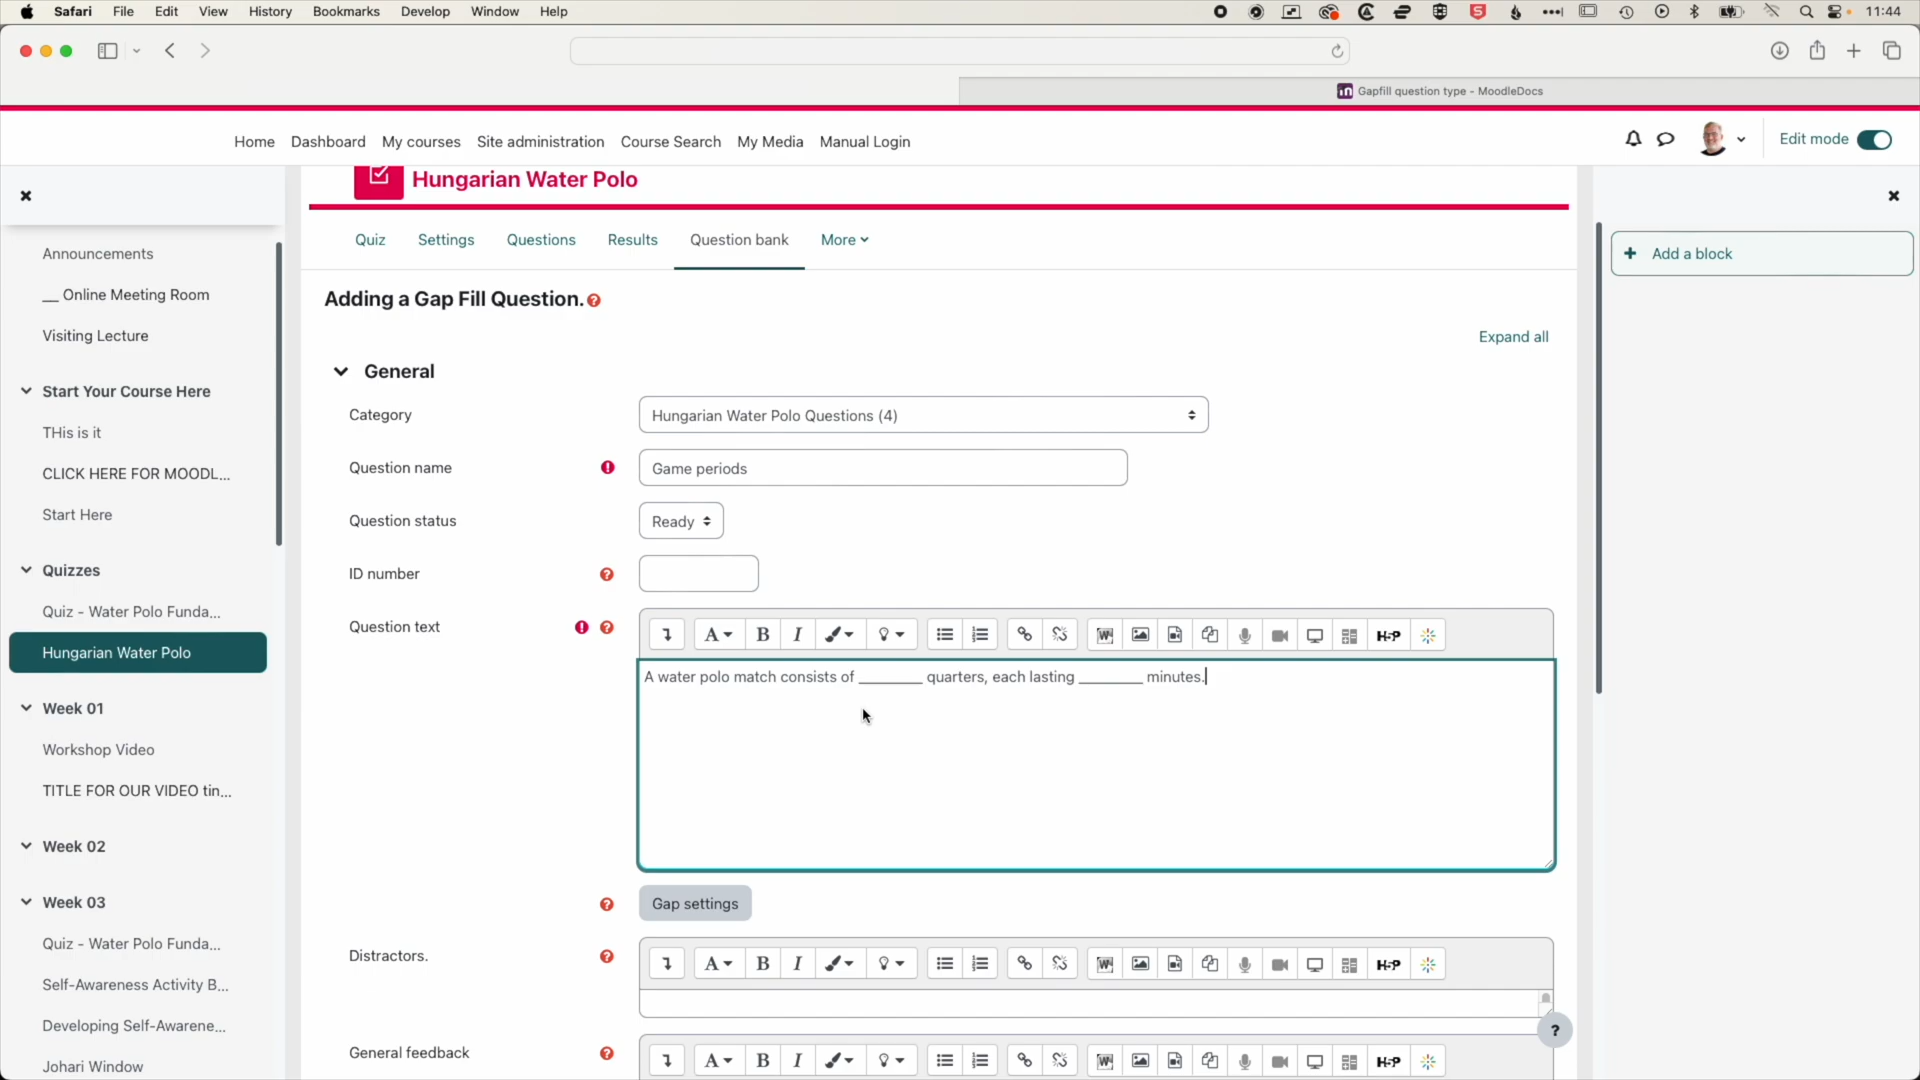 Safari File Edit View History Bookmarks Develop Window Help 11:44
Gapfill question type - MoodleDocs
Home Dashboard My courses Site administration Course Search My Media Manual Login Edit mode
Hungarian Water Polo
Quiz Settings Questions Results Question bank More
Add a block
Announcements
__ Online Meeting Room
Visiting Lecture
Start Your Course Here
THis is it
CLICK HERE FOR MOODL...
Start Here
Quizzes
Quiz - Water Polo Funda...
Hungarian Water Polo
Week 01
Workshop Video
TITLE FOR OUR VIDEO tin...
Week 02
Week 03
Quiz - Water Polo Funda...
Self-Awareness Activity B...
Developing Self-Awarene...
Johari Window
Adding a Gap Fill Question.
Expand all
General
Category Hungarian Water Polo Questions (4)
Question name Game periods
Question status Ready
ID number
Question text
A water polo match consists of ________ quarters, each lasting ________ minutes.
Gap settings
Distractors.
General feedback